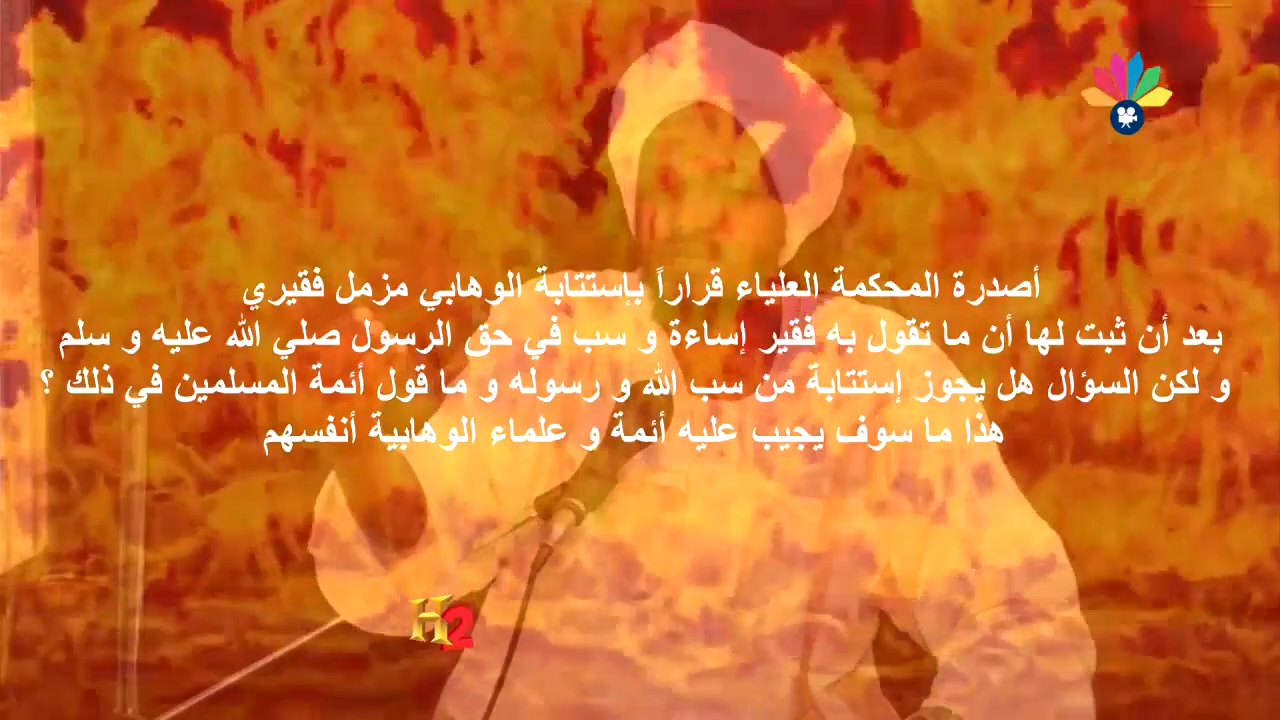 أصدرة المحكمة العلياء قراراً بإستتابة الوهابي مزمل فقيري
بعد أن ثبت لها أن ما تقول به فقير إساءة و سب في حق الرسول صلي الله عليه و سلم
و لكن السؤال هل يجوز إستتابة من سب الله و رسوله و ما قول أئمة المسلمين في ذلك ؟
هذا ما سوف يجيب عليه أئمة و علماء الوهابية أنفسهم
H2